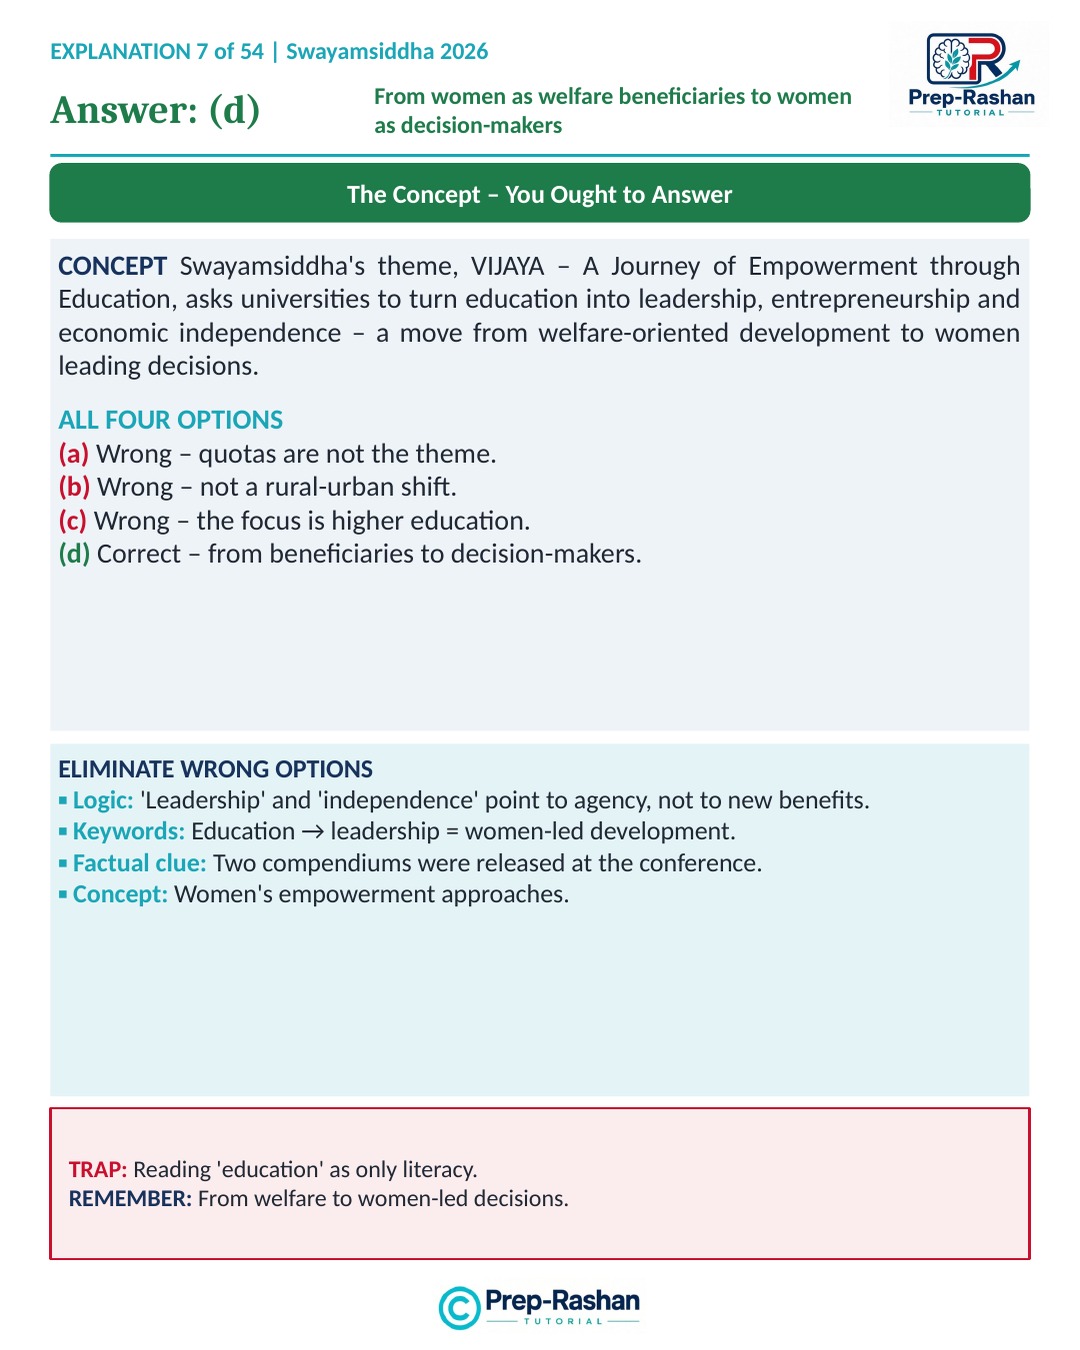 EXPLANATION 7 of 54 | Swayamsiddha 2026
Prep-Rashan
TUTORIAL
Answer: (d)
From women as welfare beneficiaries to women
as decision-makers
The Concept – You Ought to Answer
CONCEPT Swayamsiddha's theme, VIJAYA – A Journey of Empowerment through
Education, asks universities to turn education into leadership, entrepreneurship and
economic independence – a move from welfare-oriented development to women
leading decisions.
ALL FOUR OPTIONS
(a) Wrong – quotas are not the theme.
(b) Wrong – not a rural-urban shift.
(c) Wrong – the focus is higher education.
(d) Correct – from beneficiaries to decision-makers.
ELIMINATE WRONG OPTIONS
▪ Logic: 'Leadership' and 'independence' point to agency, not to new benefits.
▪ Keywords: Education → leadership = women-led development.
▪ Factual clue: Two compendiums were released at the conference.
▪ Concept: Women's empowerment approaches.
TRAP: Reading 'education' as only literacy.
REMEMBER: From welfare to women-led decisions.
© Prep-Rashan
TUTORIAL